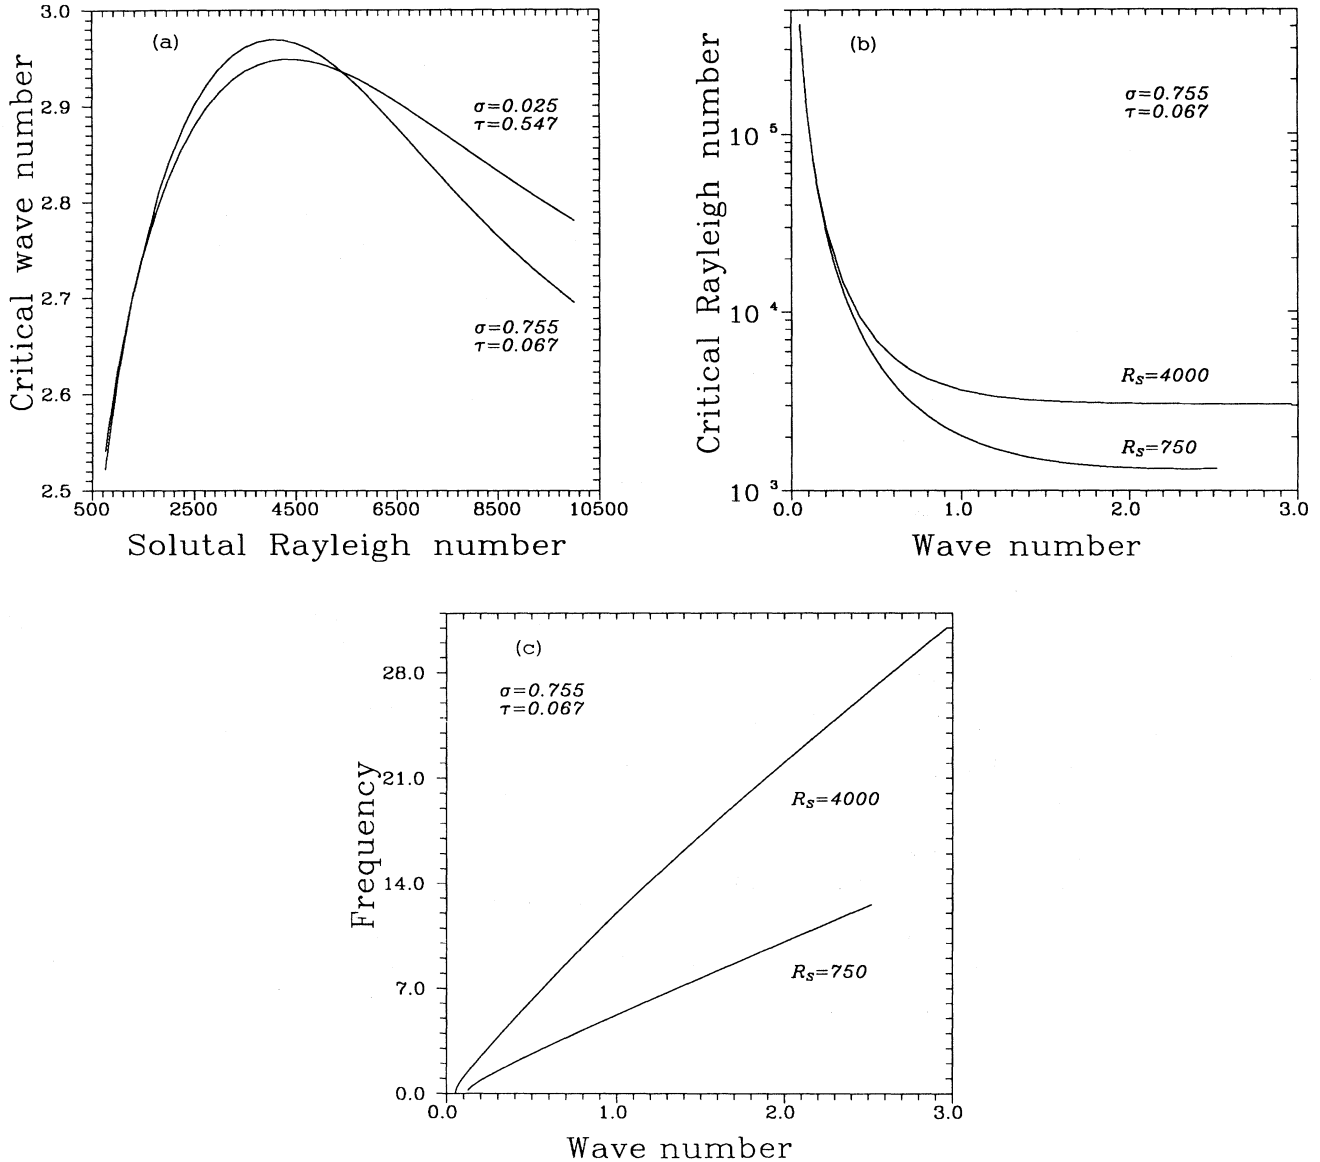 (a)
Critical wave number
3.0
2.9
2.8
2.7
2.6
2.5
σ=0.025
τ=0.547
σ=0.755
τ=0.067
500 2500 4500 6500 8500 10500
Solutal Rayleigh number
(b)
Critical Rayleigh number
10 5
10 4
10 3
σ=0.755
τ=0.067
Rs=4000
Rs=750
0.0 1.0 2.0 3.0
Wave number
(c)
Frequency
28.0
21.0
14.0
7.0
0.0
σ=0.755
τ=0.067
Rs=4000
Rs=750
0.0 1.0 2.0 3.0
Wave number